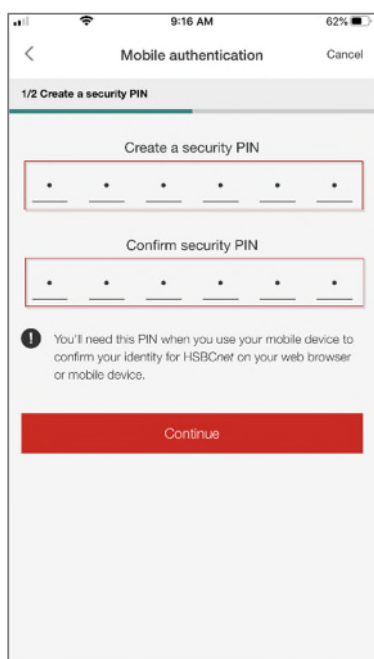 9:16 AM 62%
Mobile authentication Cancel
1/2 Create a security PIN
Create a security PIN
Confirm security PIN
You'll need this PIN when you use your mobile device to
confirm your identity for HSBCnet on your web browser
or mobile device.
Continue